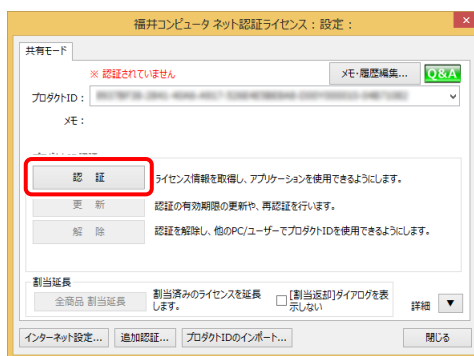 福井コンピュータ ネット認証ライセンス：設定：
×
共有モード
※ 認証されていません
メモ・履歴編集...
Q&A
プロダクトID：
メモ：
認 証
ライセンス情報を取得し、アプリケーションを使用できるようにします。
更 新
認証の有効期限の更新や、再認証を行います。
解 除
認証を解除し、他のPC/ユーザーでプロダクトIDを使用できるようにします。
割当延長
全商品 割当延長
割当済みのライセンスを延長
します。
[割当返却]ダイアログを表
示しない
詳細 ▼
インターネット設定...
追加認証...
プロダクトIDのインポート...
閉じる